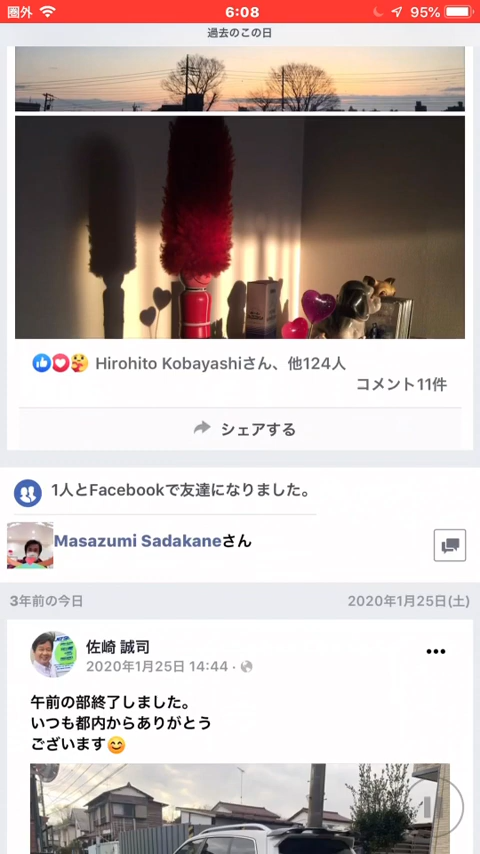 圏外 6:08 95%
過去のこの日
Hirohito Kobayashiさん、他124人
コメント11件
シェアする
1人とFacebookで友達になりました。
Masazumi Sadakaneさん
3年前の今日 2020年1月25日(土)
佐崎 誠司
2020年1月25日 14:44
午前の部終了しました。
いつも都内からありがとう
ございます😊